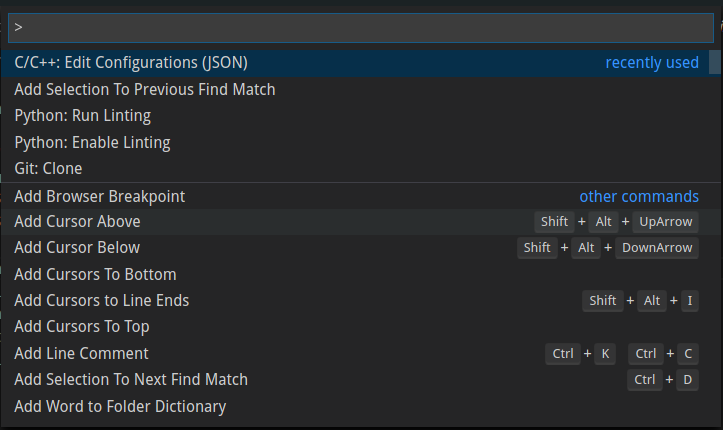 >
C/C++: Edit Configurations (JSON) recently used
Add Selection To Previous Find Match
Python: Run Linting
Python: Enable Linting
Git: Clone
Add Browser Breakpoint other commands
Add Cursor Above Shift + Alt + UpArrow
Add Cursor Below Shift + Alt + DownArrow
Add Cursors To Bottom
Add Cursors to Line Ends Shift + Alt + I
Add Cursors To Top
Add Line Comment Ctrl + K Ctrl + C
Add Selection To Next Find Match Ctrl + D
Add Word to Folder Dictionary